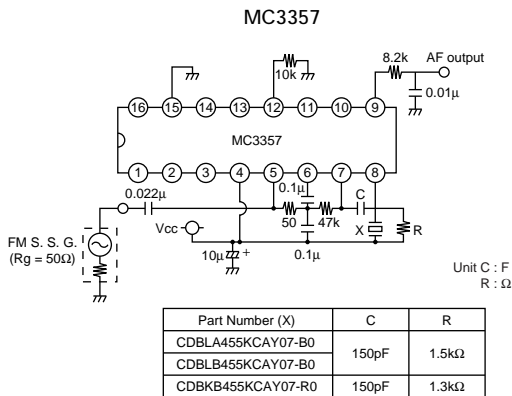 MC3357
8.2k
AF output
10k
0.01μ
16 15 14 13 12 11 10 9
MC3357
1 2 3 4 5 6 7 8
0.022μ
0.1μ
C
50
47k
X
R
Vcc
FM S. S. G.
(Rg = 50Ω)
10μ
+
0.1μ
Unit C : F
R : Ω
Part Number (X) C R
CDBLA455KCAY07-B0 150pF 1.5kΩ
CDBLB455KCAY07-B0
CDBKB455KCAY07-R0 150pF 1.3kΩ